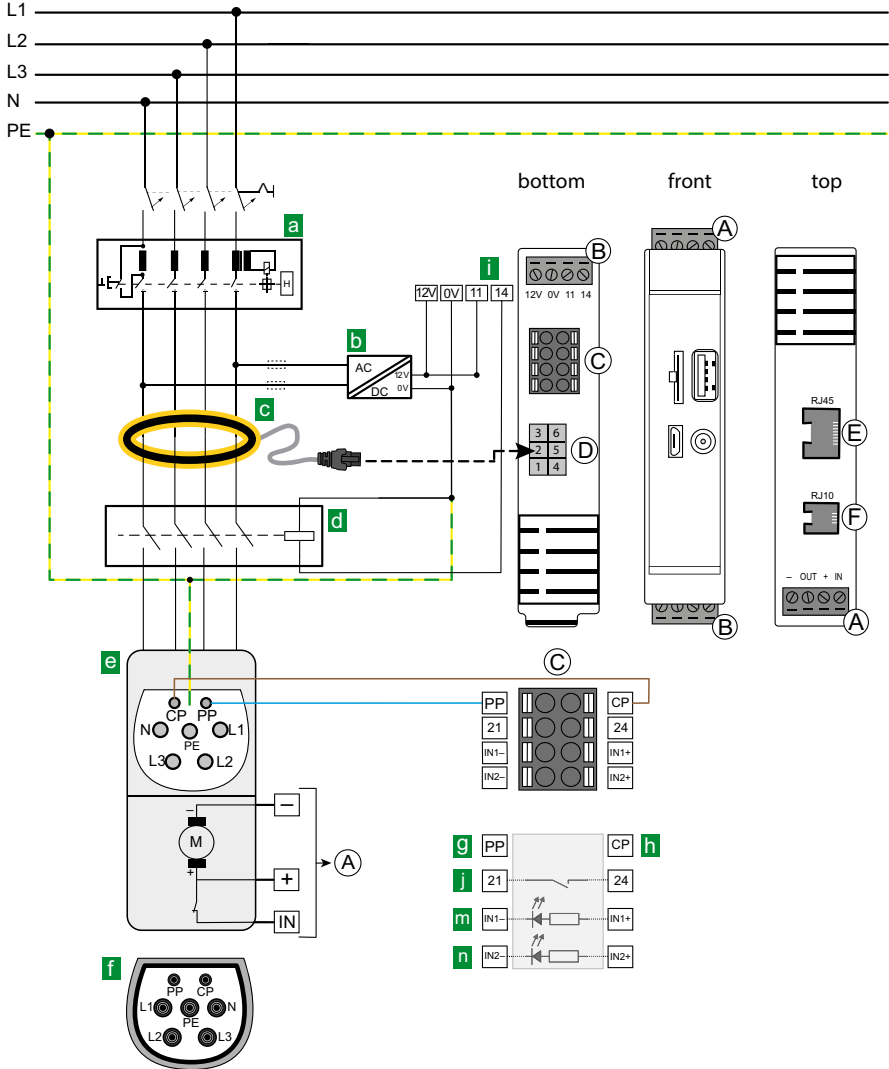 L1
L2
L3
N
PE
bottom front top
a
H
i
12V 0V 11 14
B
12V 0V 11 14
A
b
AC
DC
12V
0V
C
c
3 6
2 5
1 4
D
RJ45
E
RJ10
F
d
– OUT + IN
A
B
e
C
CP PP
N L1
PE
L3 L2
PP CP
21 24
IN1– IN1+
IN2– IN2+
–
–
M
+
+
IN
A
g PP CP h
j 21 24
m IN1– IN1+
n IN2– IN2+
f
PP CP
L1 N
PE
L2 L3